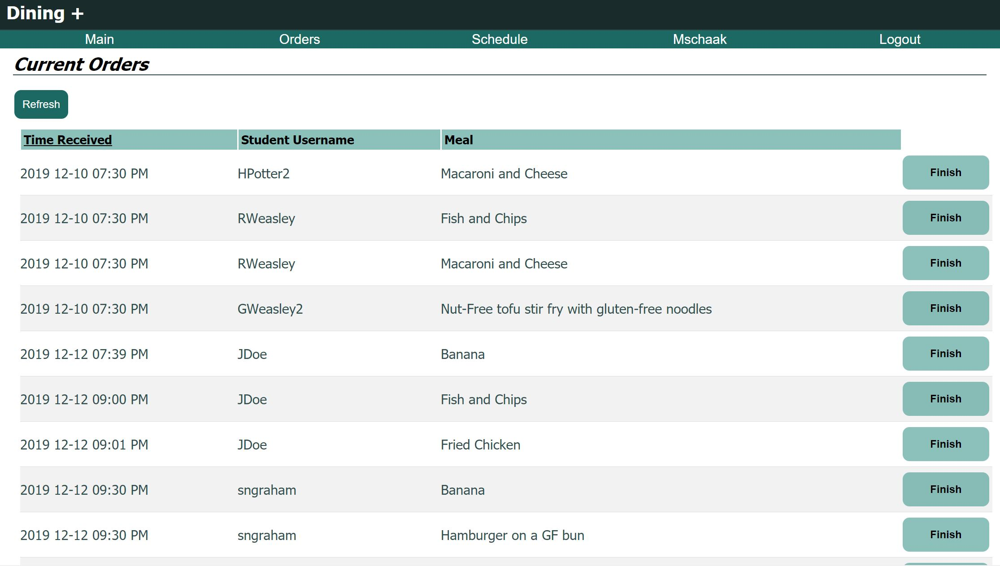 Dining +
Main Orders Schedule Mschaak Logout
Current Orders
Refresh
Time Received Student Username Meal
2019 12-10 07:30 PM HPotter2 Macaroni and Cheese Finish
2019 12-10 07:30 PM RWeasley Fish and Chips Finish
2019 12-10 07:30 PM RWeasley Macaroni and Cheese Finish
2019 12-10 07:30 PM GWeasley2 Nut-Free tofu stir fry with gluten-free noodles Finish
2019 12-12 07:39 PM JDoe Banana Finish
2019 12-12 09:00 PM JDoe Fish and Chips Finish
2019 12-12 09:01 PM JDoe Fried Chicken Finish
2019 12-12 09:30 PM sngraham Banana Finish
2019 12-12 09:30 PM sngraham Hamburger on a GF bun Finish